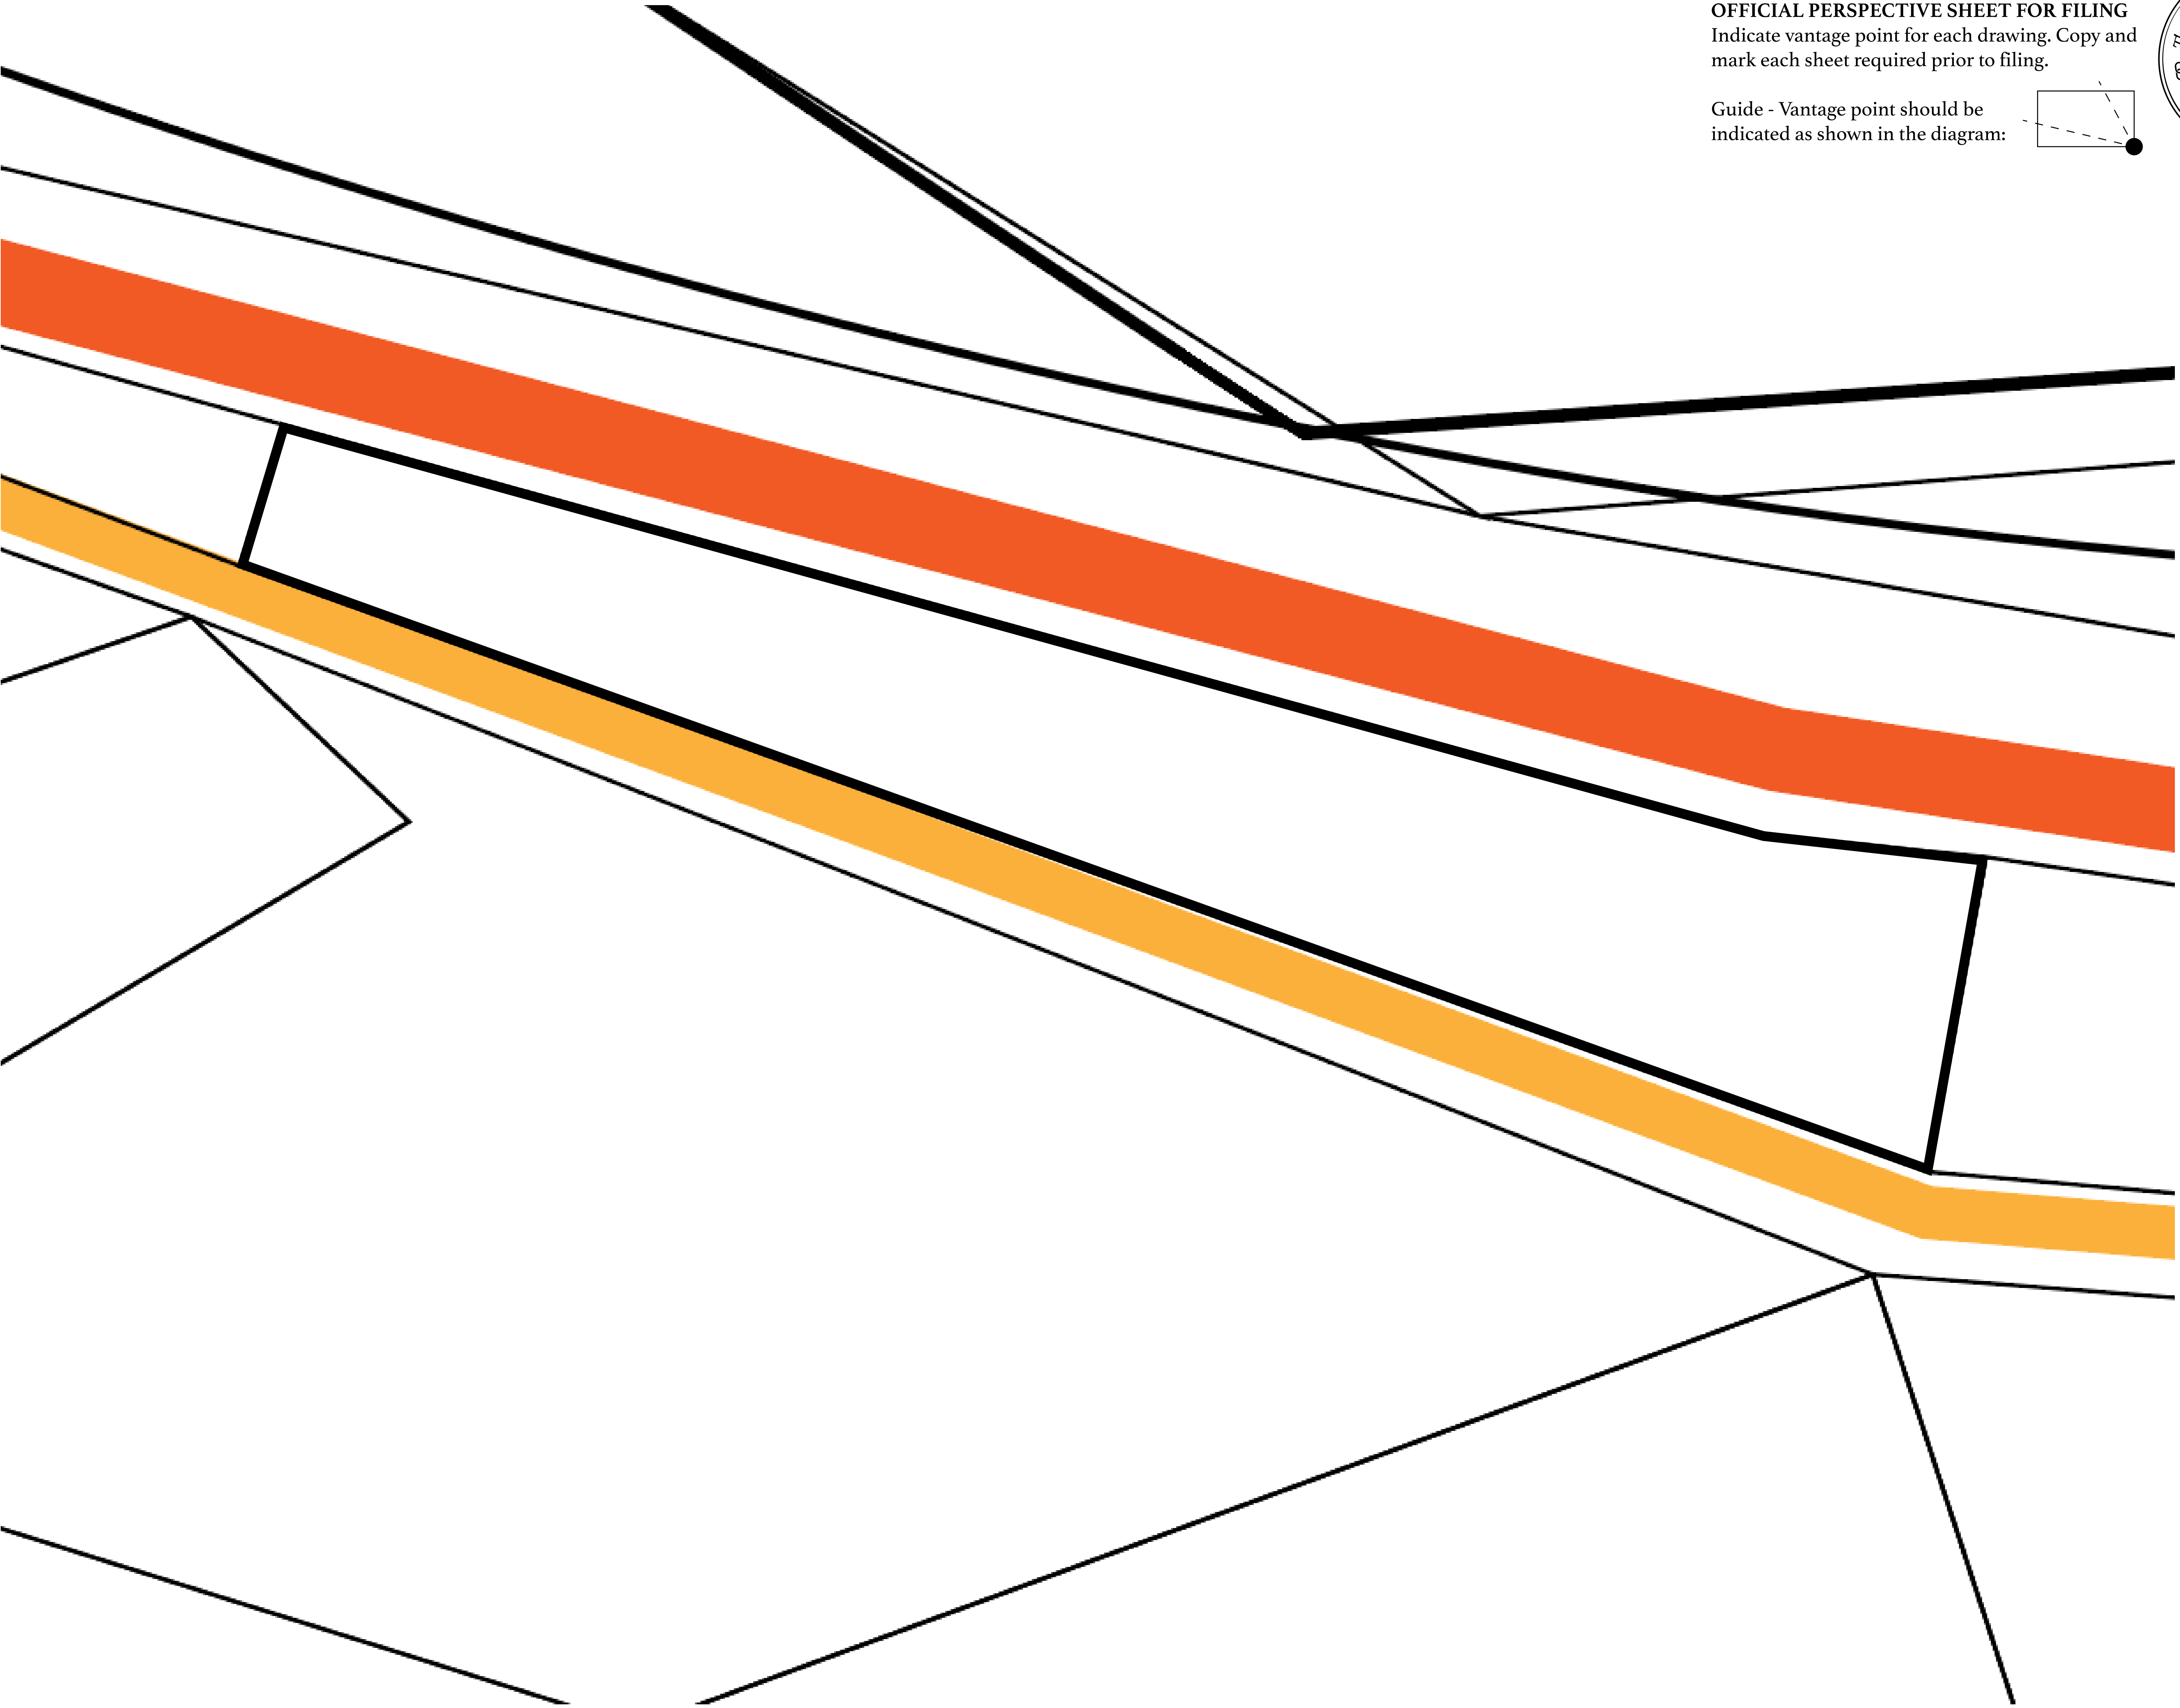 OFFICIAL PERSPECTIVE SHEET FOR FILING
Indicate vantage point for each drawing. Copy and
mark each sheet required prior to filing.
Guide - Vantage point should be
indicated as shown in the diagram: